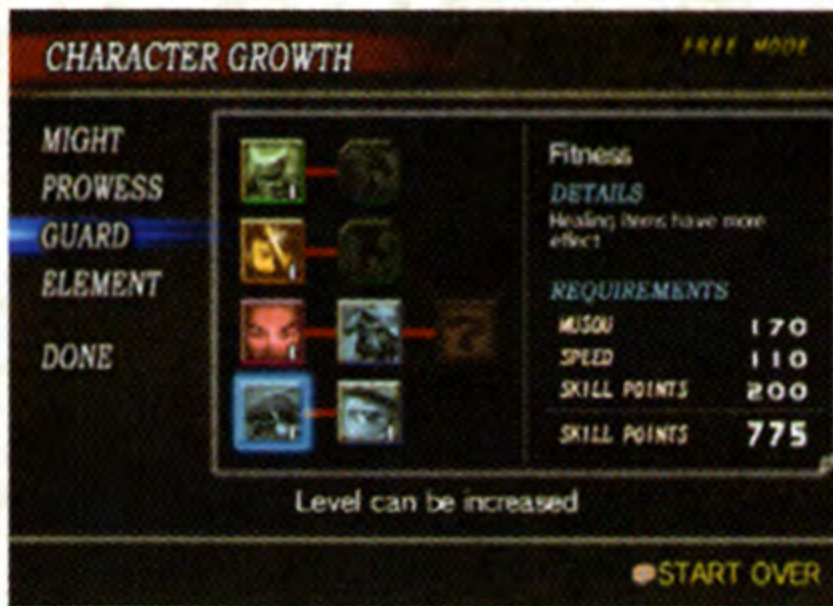 CHARACTER GROWTH
FREE MODE
MIGHT
PROWESS
GUARD
ELEMENT
DONE
Fitness
DETAILS
Healing items have more
effect
REQUIREMENTS
MUSOU 170
SPEED 110
SKILL POINTS 200
SKILL POINTS 775
Level can be increased
START OVER